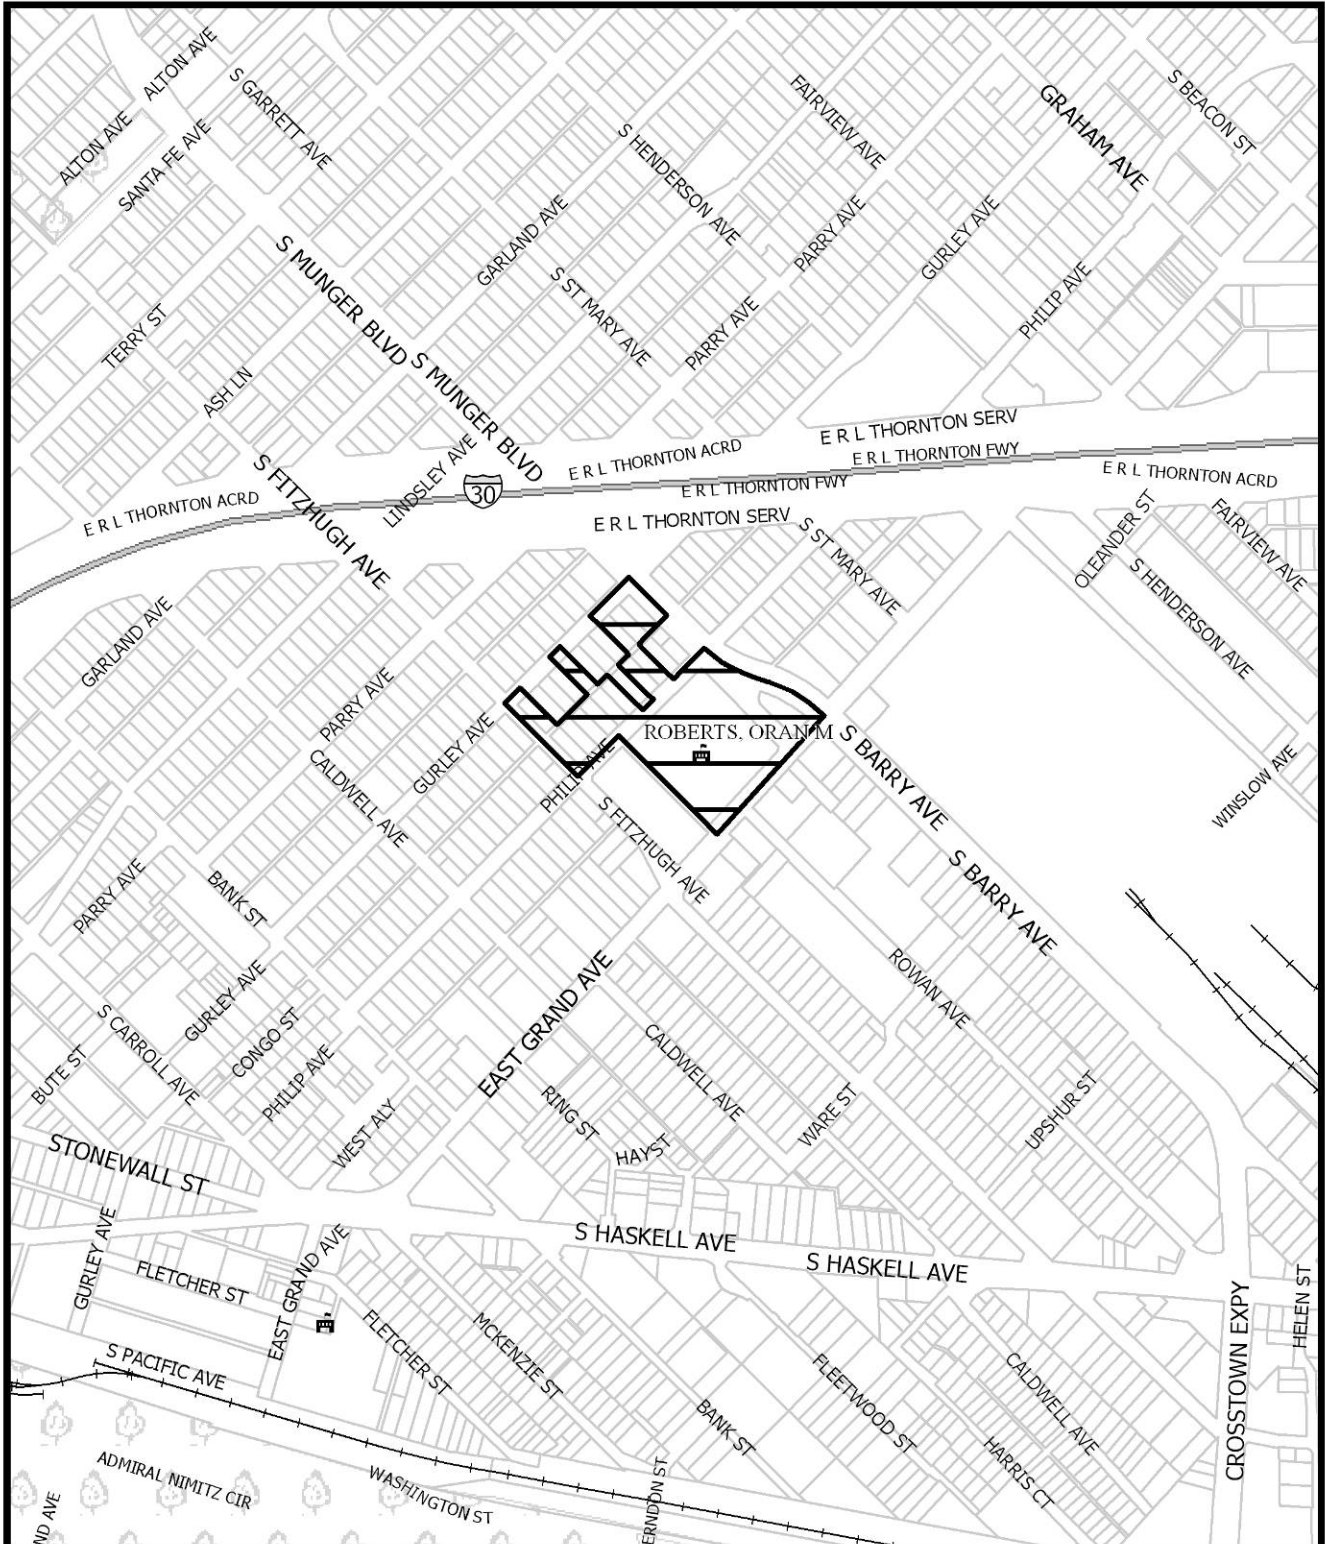 ALTON AVE
S GARRETT AVE
FAIRVIEW AVE
S BEACON ST
GRAHAM AVE
ALTON AVE
SANTA FE AVE
S HENDERSON AVE
GARLAND AVE
PARRY AVE
GURLEY AVE
S MUNGER BLVD
S ST MARY AVE
PHILIP AVE
TERRY ST
PARRY AVE
S MUNGER BLVD
ASH LN
E R L THORNTON SERV
LINDSLEY AVE
S FITZHUGH AVE
E R L THORNTON ACRD
E R L THORNTON FWY
E R L THORNTON ACRD
30
E R L THORNTON FWY
E R L THORNTON ACRD
E R L THORNTON SERV
OLEANDER ST
FAIRVIEW AVE
S ST MARY AVE
S HENDERSON AVE
GARLAND AVE
PARRY AVE
GURLEY AVE
ROBERTS, ORAN M
PHILIP AVE
S BARRY AVE
CALDWELL AVE
WINSLOW AVE
S FITZHUGH AVE
PARRY AVE
BANK ST
S BARRY AVE
GURLEY AVE
EAST GRAND AVE
ROWAN AVE
S CARROLL AVE
CONGO ST
BUTE ST
PHILIP AVE
CALDWELL AVE
RING ST
WARE ST
UPSHUR ST
WEST ALY
HAY ST
STONEWALL ST
S HASKELL AVE
S HASKELL AVE
GURLEY AVE
FLETCHER ST
EAST GRAND AVE
FLETCHER ST
MCKENZIE ST
CROSSTOWN EXPY
HELEN ST
S PACIFIC AVE
FLEETWOOD ST
CALDWELL AVE
BANK ST
HARRIS CT
ADMIRAL NIMITZ CIR
WASHINGTON ST
ERNDON ST
ND AVE